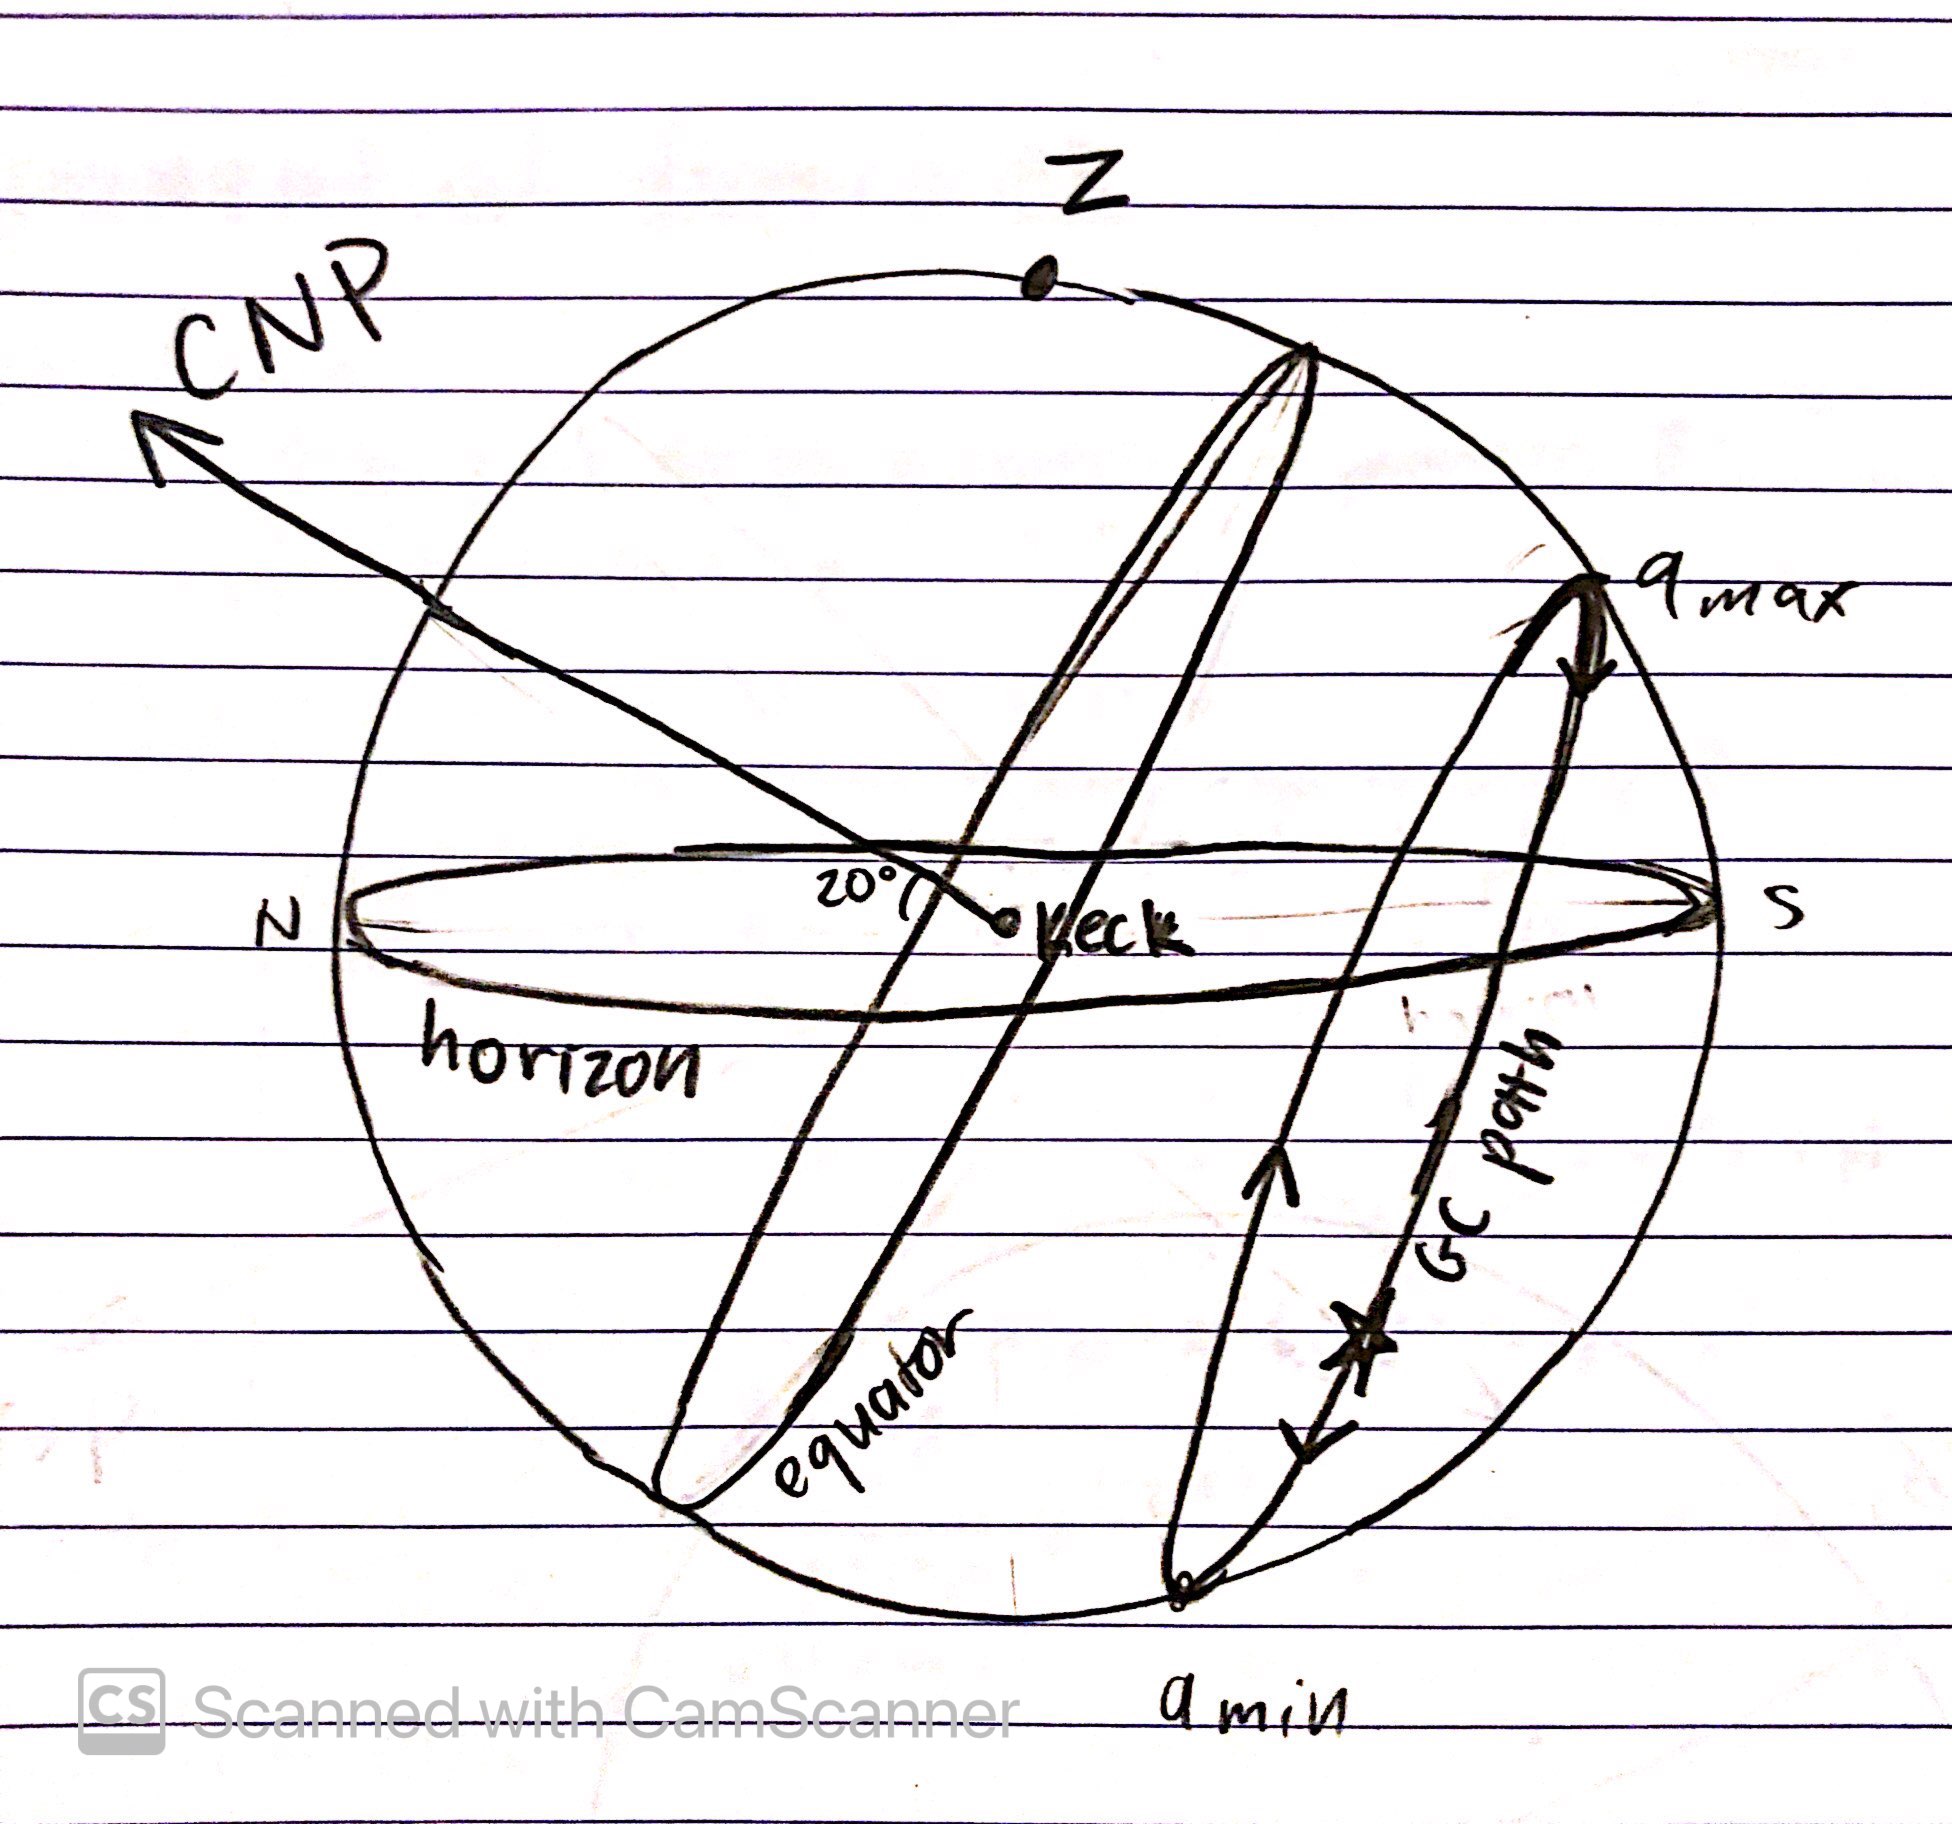 Z
CNP
a max
20°
Keck
N
S
horizon
GC path
equator
a min
CS Scanned with CamScanner